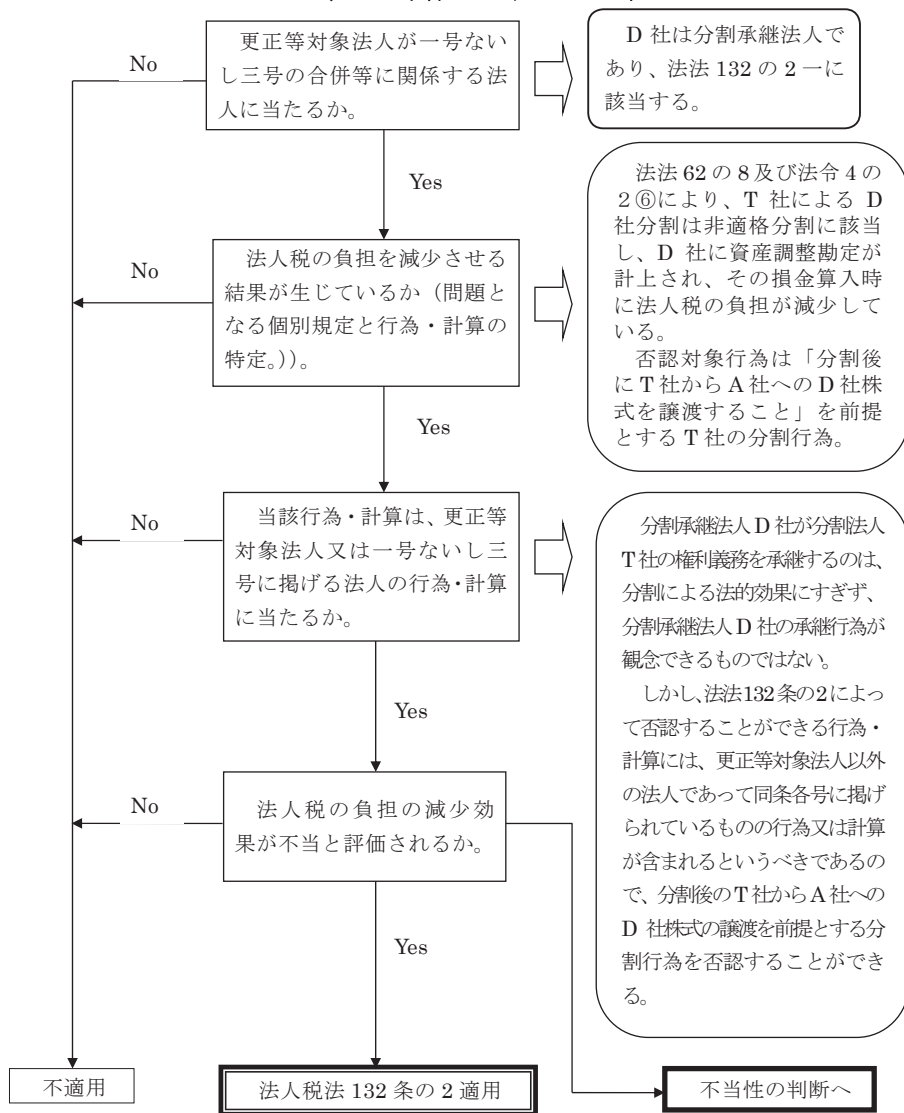 更正等対象法人が一号ない
し三号の合併等に関係する法
人に当たるか。
No
D 社は分割承継法人で
あり、法法 132 の 2 一に
該当する。
Yes
法人税の負担を減少させる
結果が生じているか（問題と
なる個別規定と行為・計算の
特定。））。
No
法法 62 の 8 及び法令 4 の
2 ⑥により、T 社による D
社分割は非適格分割に該当
し、D 社に資産調整勘定が
計上され、その損金算入時
に法人税の負担が減少して
いる。
否認対象行為は「分割後
に T 社から A 社への D 社株
式を譲渡すること」を前提
とする T 社の分割行為。
Yes
当該行為・計算は、更正等
対象法人又は一号ないし三
号に掲げる法人の行為・計算
に当たるか。
No
分割承継法人 D 社が分割法人
T 社の権利義務を承継するのは、
分割による法的効果にすぎず、
分割承継法人 D 社の承継行為が
観念できるものではない。
しかし、法法 132 条の 2 によっ
て否認することができる行為・
計算には、更正等対象法人以外
の法人であって同条各号に掲げ
られているものの行為又は計算
が含まれるというべきであるの
で、分割後の T 社から A 社への
D 社株式の譲渡を前提とする分
割行為を否認することができ
る。
Yes
法人税の負担の減少効
果が不当と評価されるか。
No
Yes
不適用
法人税法 132 条の 2 適用
不当性の判断へ